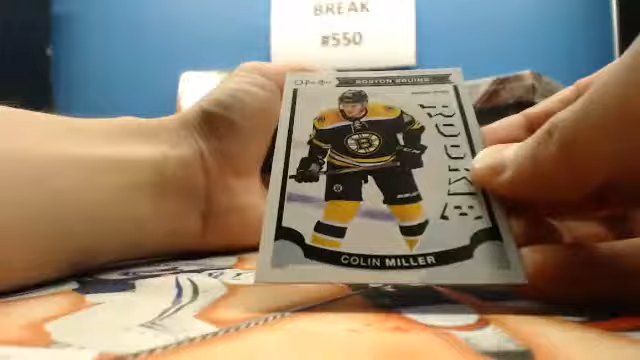 BREAK
#550
O-Pee-Chee
BOSTON BRUINS
ROOKIE
COLIN MILLER